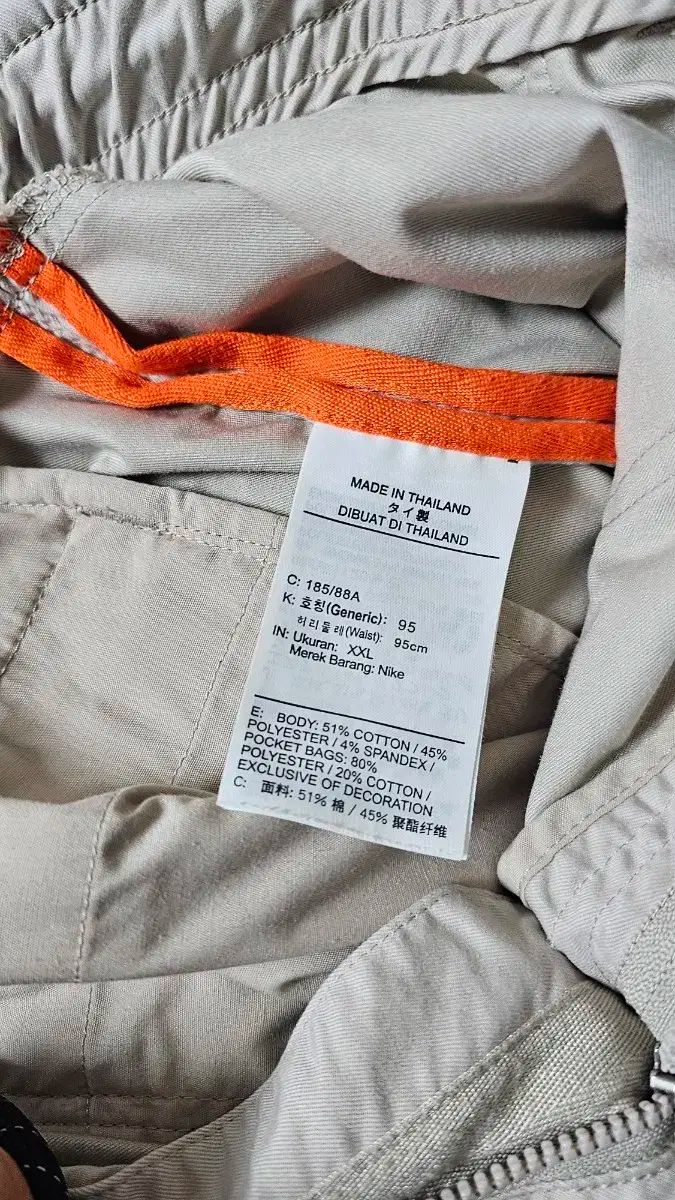 MADE IN THAILAND
タイ製
DIBUAT DI THAILAND
C: 185/88A
K: 호칭(Generic): 95
허리둘레(Waist): 95cm
IN: Ukuran: XXL
Merek Barang: Nike
E: BODY: 51% COTTON / 45%
POLYESTER / 4% SPANDEX /
POCKET BAGS: 80%
POLYESTER / 20% COTTON /
EXCLUSIVE OF DECORATION
C: 面料: 51% 棉 / 45% 聚酯纤维